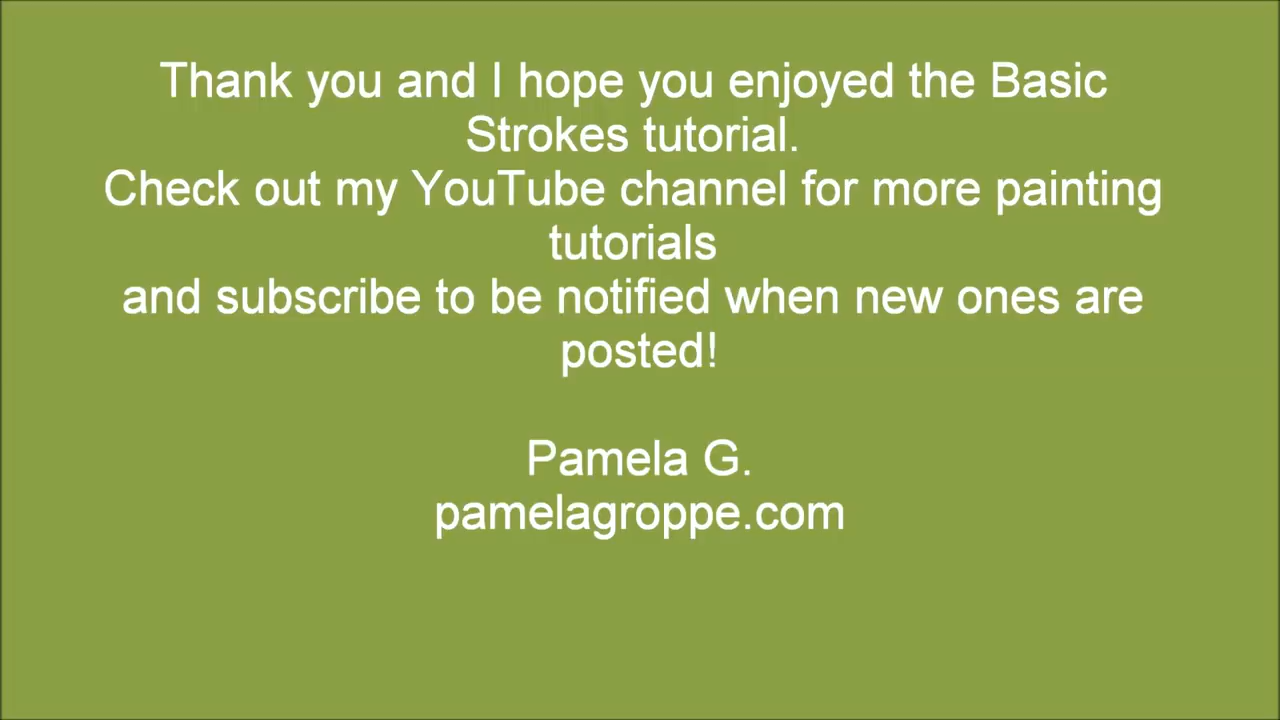 Thank you and I hope you enjoyed the Basic
Strokes tutorial.
Check out my YouTube channel for more painting
tutorials
and subscribe to be notified when new ones are
posted!
Pamela G.
pamelagroppe.com